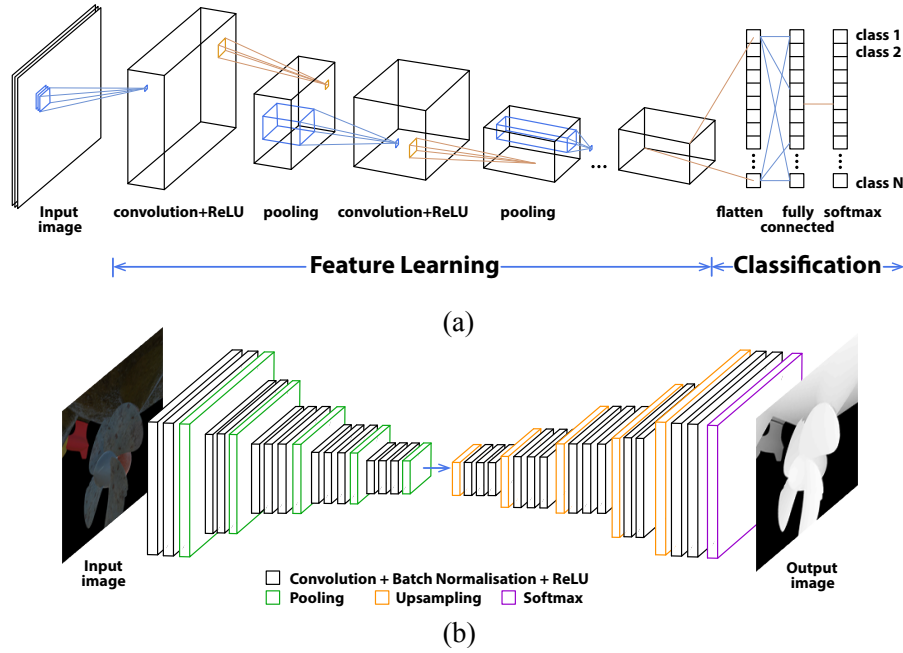 class 1
class 2
class N
Input
image
convolution+ReLU
pooling
convolution+ReLU
pooling
...
flatten
fully
connected
softmax
Feature Learning
Classification
(a)
Input
image
Output
image
Convolution + Batch Normalisation + ReLU
Pooling
Upsampling
Softmax
(b)